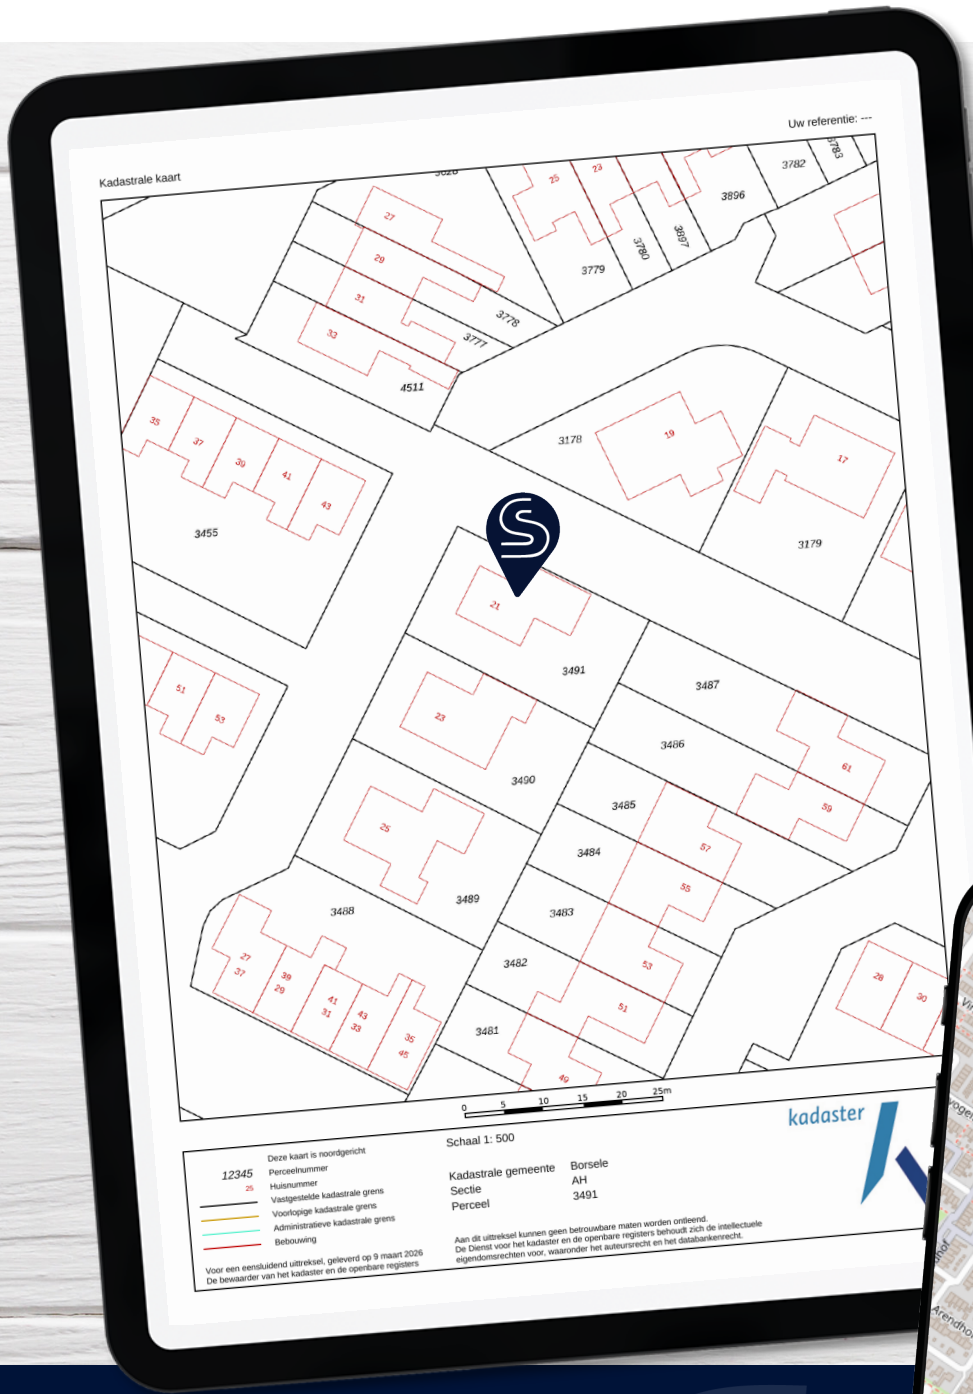 Uw referentie: ---
Kadastrale kaart
3783
3782
25
23
3896
27
3897
3780
29
3779
31
3778
33
3777
4511
35
37
39
41
43
3178
19
17
3455
3179
S
21
3491
3487
51
53
23
3486
61
3490
3485
59
25
57
3484
55
3489
3488
3483
27
37
39
29
3482
53
41
31
43
33
51
35
45
3481
28
30
49
0 5 10 15 20 25m
Schaal 1: 500
kadaster
Deze kaart is noordgericht
12345 Perceelnummer
25 Huisnummer
Vastgestelde kadastrale grens
Voorlopige kadastrale grens
Administratieve kadastrale grens
Bebouwing
Kadastrale gemeente Borsele
Sectie AH
Perceel 3491
Voor een eensluidend uittreksel, geleverd op 9 maart 2026
De bewaarder van het kadaster en de openbare registers
Aan dit uittreksel kunnen geen betrouwbare maten worden ontleend.
De Dienst voor het kadaster en de openbare registers behoudt zich de intellectuele
eigendomsrechten voor, waaronder het auteursrecht en het databankenrecht.